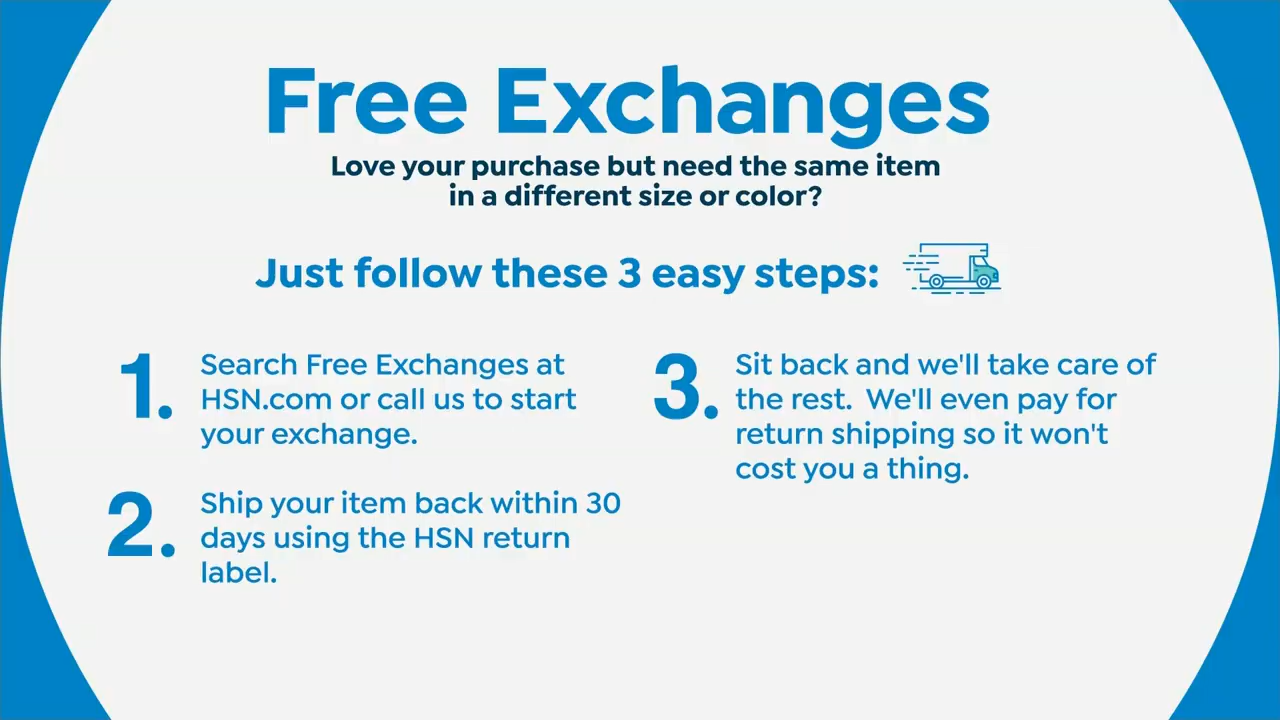 Free Exchanges
Love your purchase but need the same item
in a different size or color?
Just follow these 3 easy steps:
1. Search Free Exchanges at
HSN.com or call us to start
your exchange.
2. Ship your item back within 30
days using the HSN return
label.
3. Sit back and we'll take care of
the rest.  We'll even pay for
return shipping so it won't
cost you a thing.